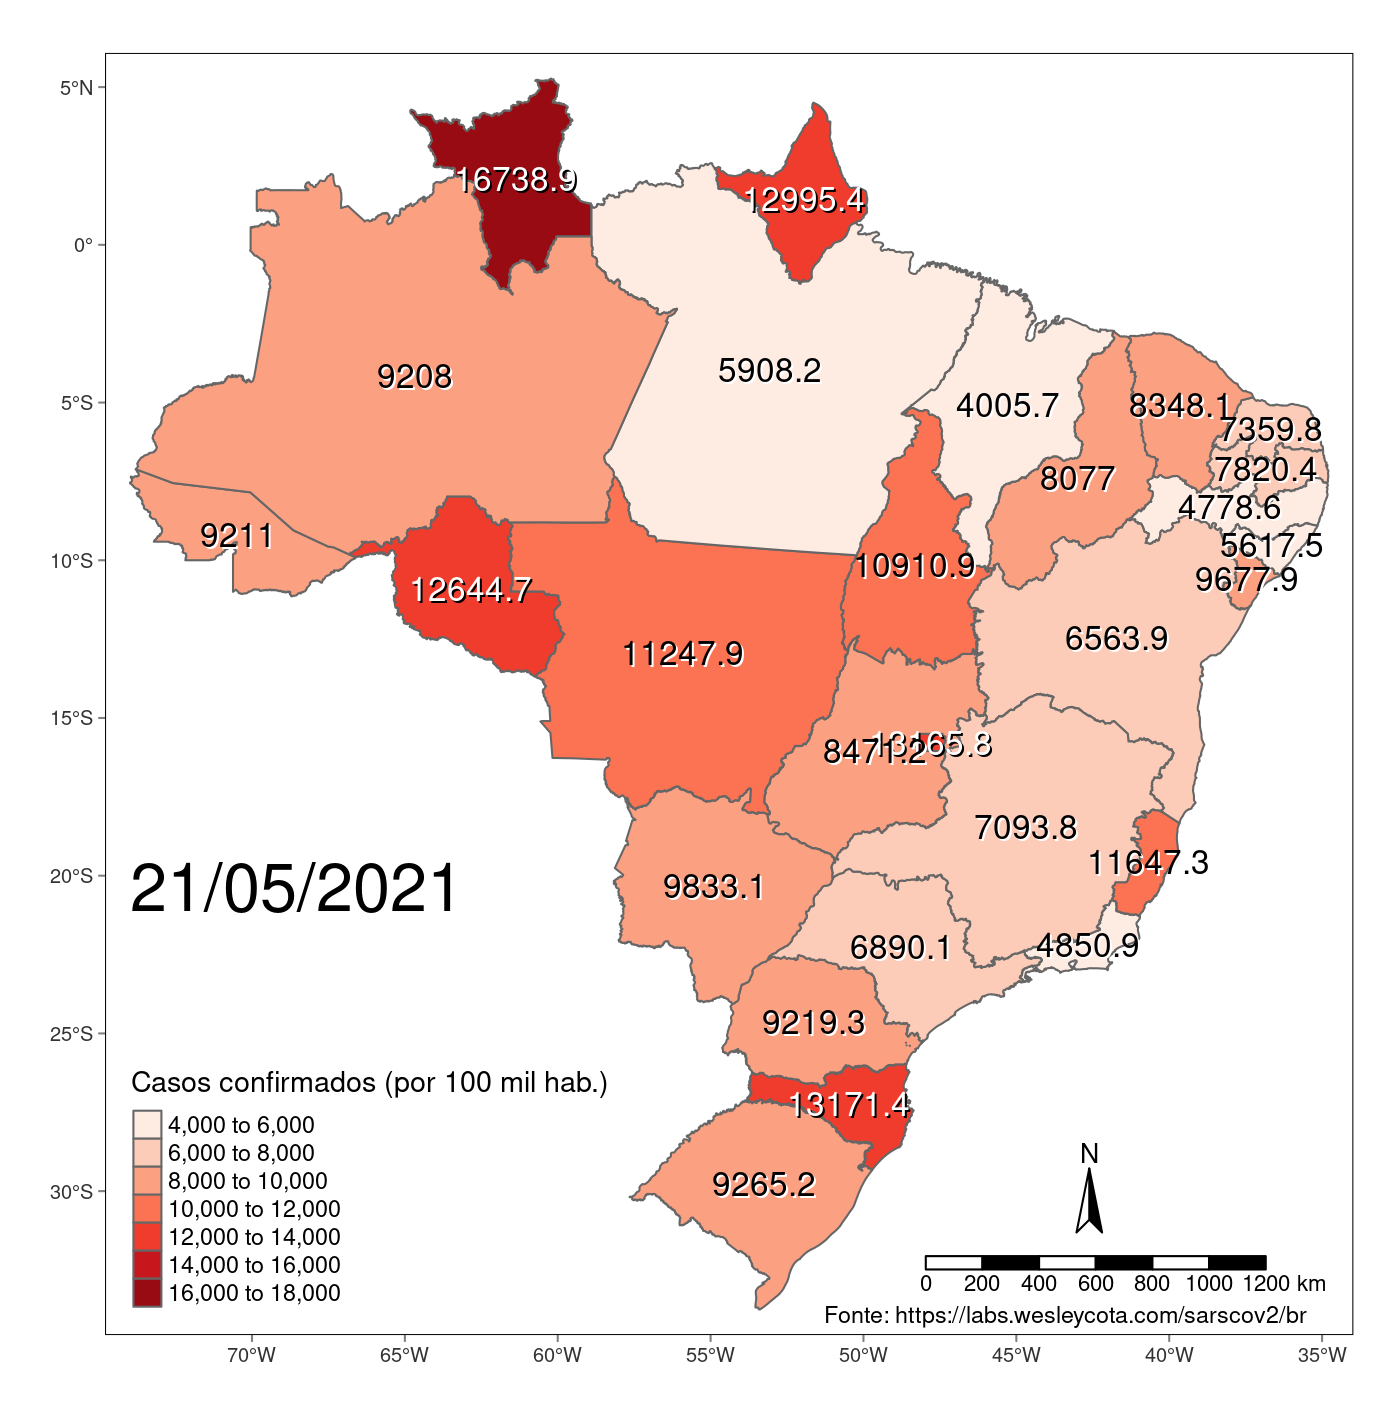 5°N
0°
5°S
10°S
15°S
20°S
25°S
30°S
70°W
65°W
60°W
55°W
50°W
45°W
40°W
35°W
16738.9
12995.4
9208
5908.2
4005.7
8348.1
7359.8
8077
7820.4
4778.6
9211
5617.5
10910.9
9677.9
12644.7
6563.9
11247.9
13165.8
8471.2
7093.8
11647.3
9833.1
6890.1
4850.9
9219.3
13171.4
9265.2
21/05/2021
Casos confirmados (por 100 mil hab.)
4,000 to 6,000
6,000 to 8,000
8,000 to 10,000
10,000 to 12,000
12,000 to 14,000
14,000 to 16,000
16,000 to 18,000
N
0 200 400 600 800 1000 1200 km
Fonte: https://labs.wesleycota.com/sarscov2/br